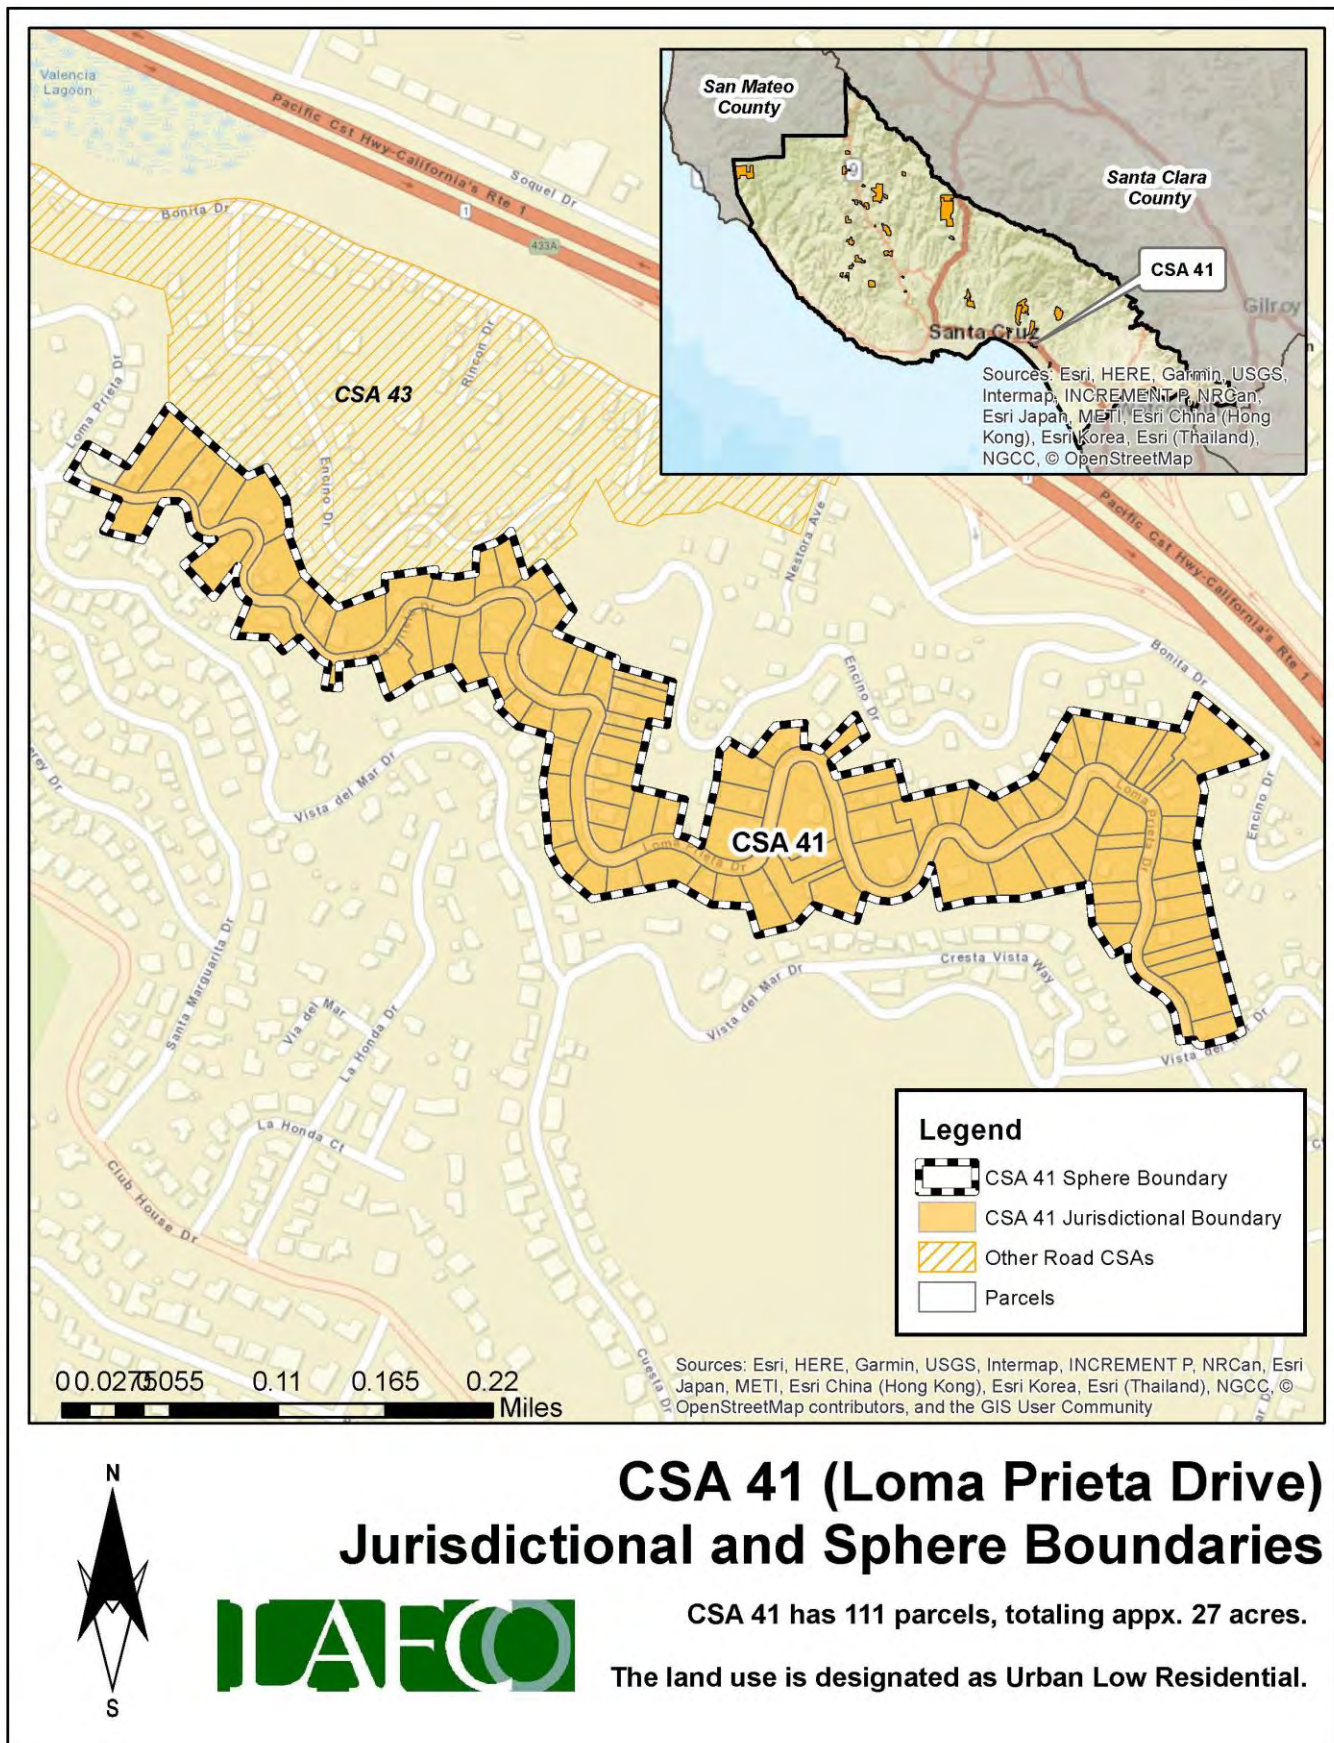 Valencia
Lagoon
Pacific Cst Hwy-California's Rte 1
Soquel Dr
1
433A
Bonita Dr
Rincon Dr
Loma Prieta Dr
CSA 43
Encino Dr
San Mateo
County
9
Santa Clara
County
CSA 41
Gilroy
Santa Cruz
Sources: Esri, HERE, Garmin, USGS,
Intermap, INCREMENT P, NRCan,
Esri Japan, METI, Esri China (Hong
Kong), Esri Korea, Esri (Thailand),
NGCC, © OpenStreetMap
Nestora Ave
Pacific Cst Hwy-California's Rte 1
Bonita Dr
Encino Dr
Encino Dr
Vista del Mar Dr
Loma Prieta Dr
CSA 41
Loma Prieta Dr
Santa Marguarita Dr
Via del Mar
La Honda Dr
La Honda Ct
Club House Dr
Vista del Mar Dr
Cresta Vista Way
Cuesta Dr
Legend
CSA 41 Sphere Boundary
CSA 41 Jurisdictional Boundary
Other Road CSAs
Parcels
0 0.0275 0.055 0.11 0.165 0.22
Miles
Sources: Esri, HERE, Garmin, USGS, Intermap, INCREMENT P, NRCan, Esri
Japan, METI, Esri China (Hong Kong), Esri Korea, Esri (Thailand), NGCC, ©
OpenStreetMap contributors, and the GIS User Community
N
S
CSA 41 (Loma Prieta Drive)
Jurisdictional and Sphere Boundaries
LAFCO
CSA 41 has 111 parcels, totaling appx. 27 acres.
The land use is designated as Urban Low Residential.